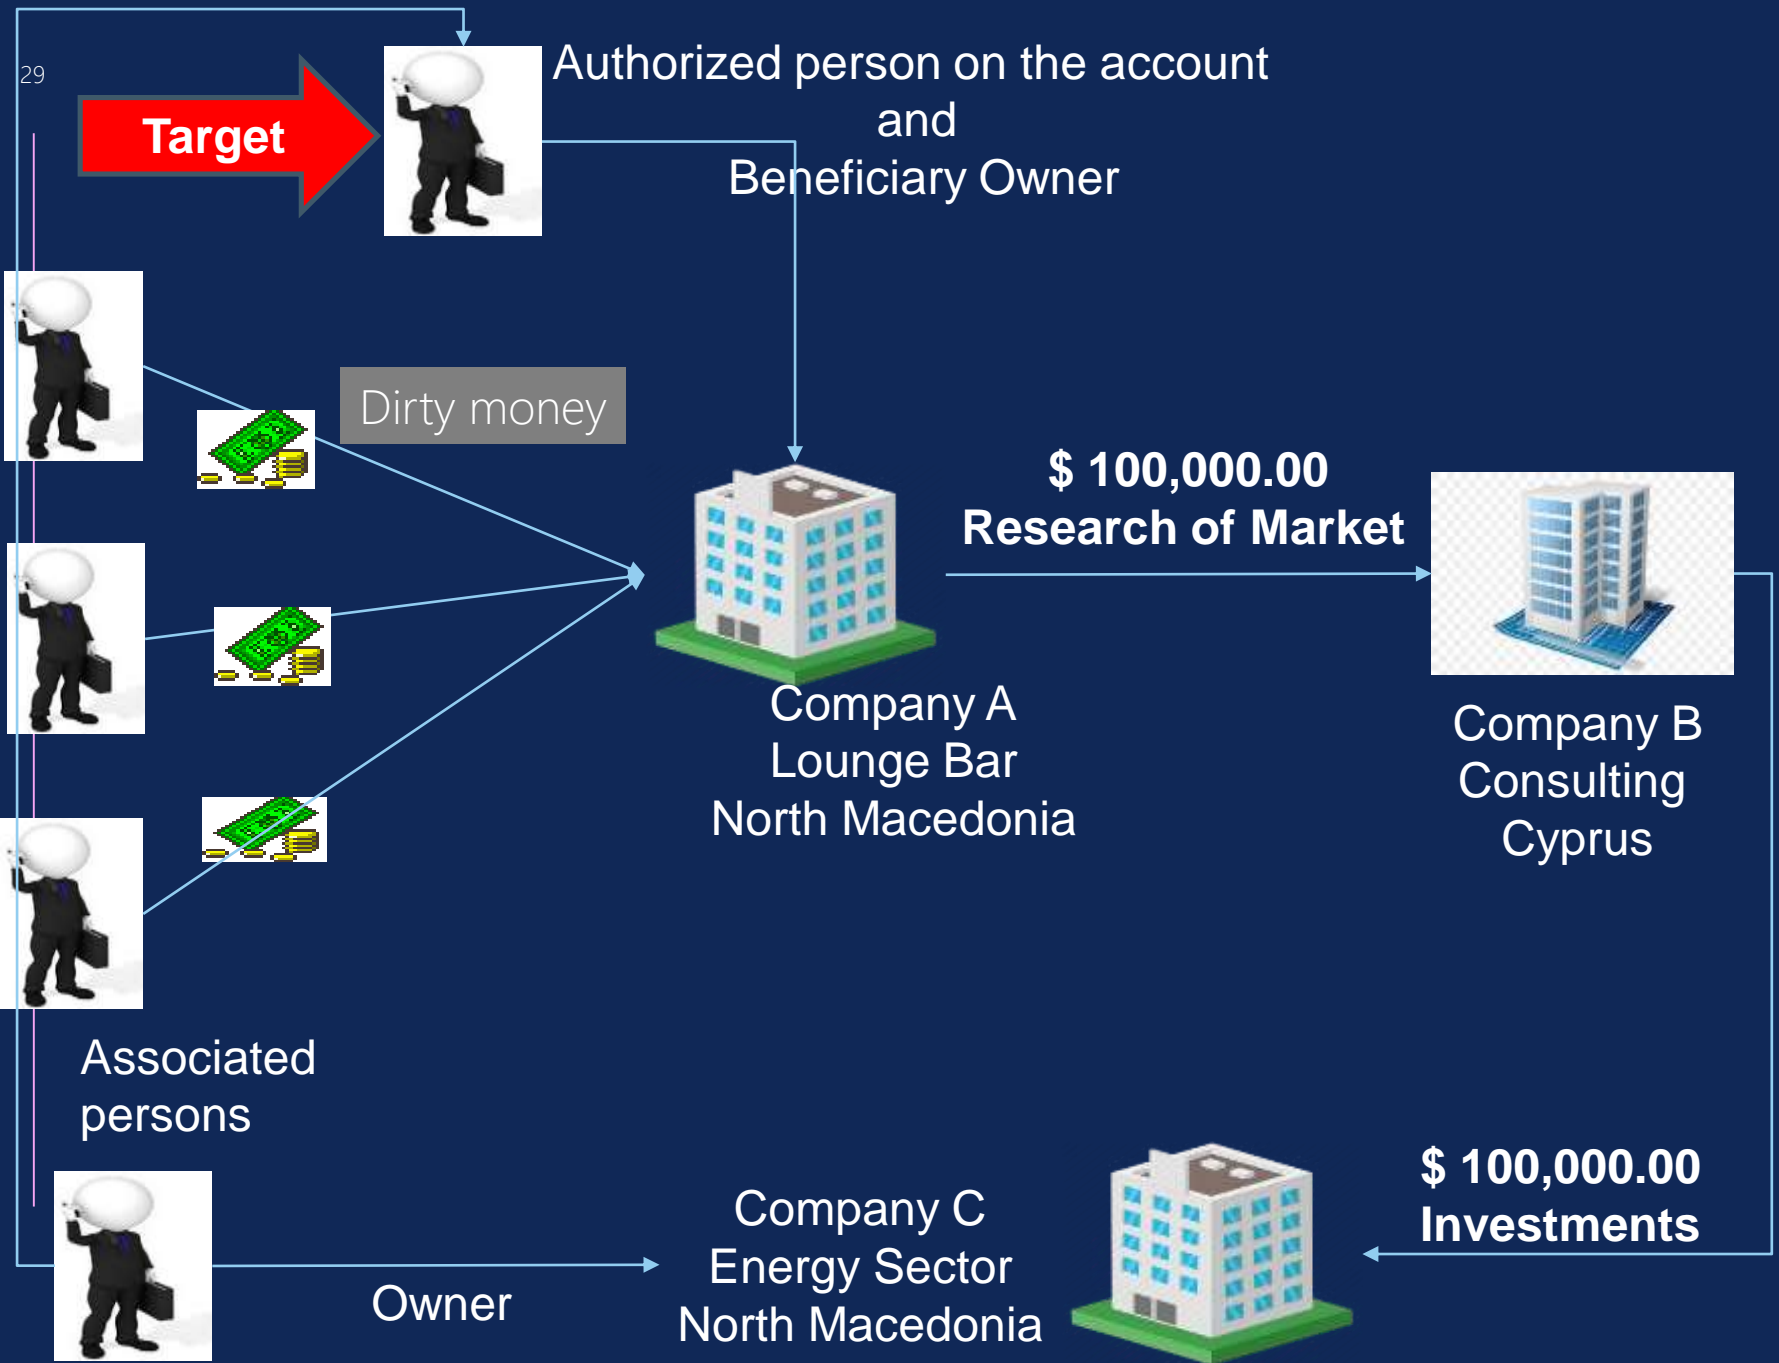 29
Target
Authorized person on the account
and
Beneficiary Owner
Dirty money
$ 100,000.00
Research of Market
Company A
Lounge Bar
North Macedonia
Company B
Consulting
Cyprus
Associated
persons
Owner
Company C
Energy Sector
North Macedonia
$ 100,000.00
Investments